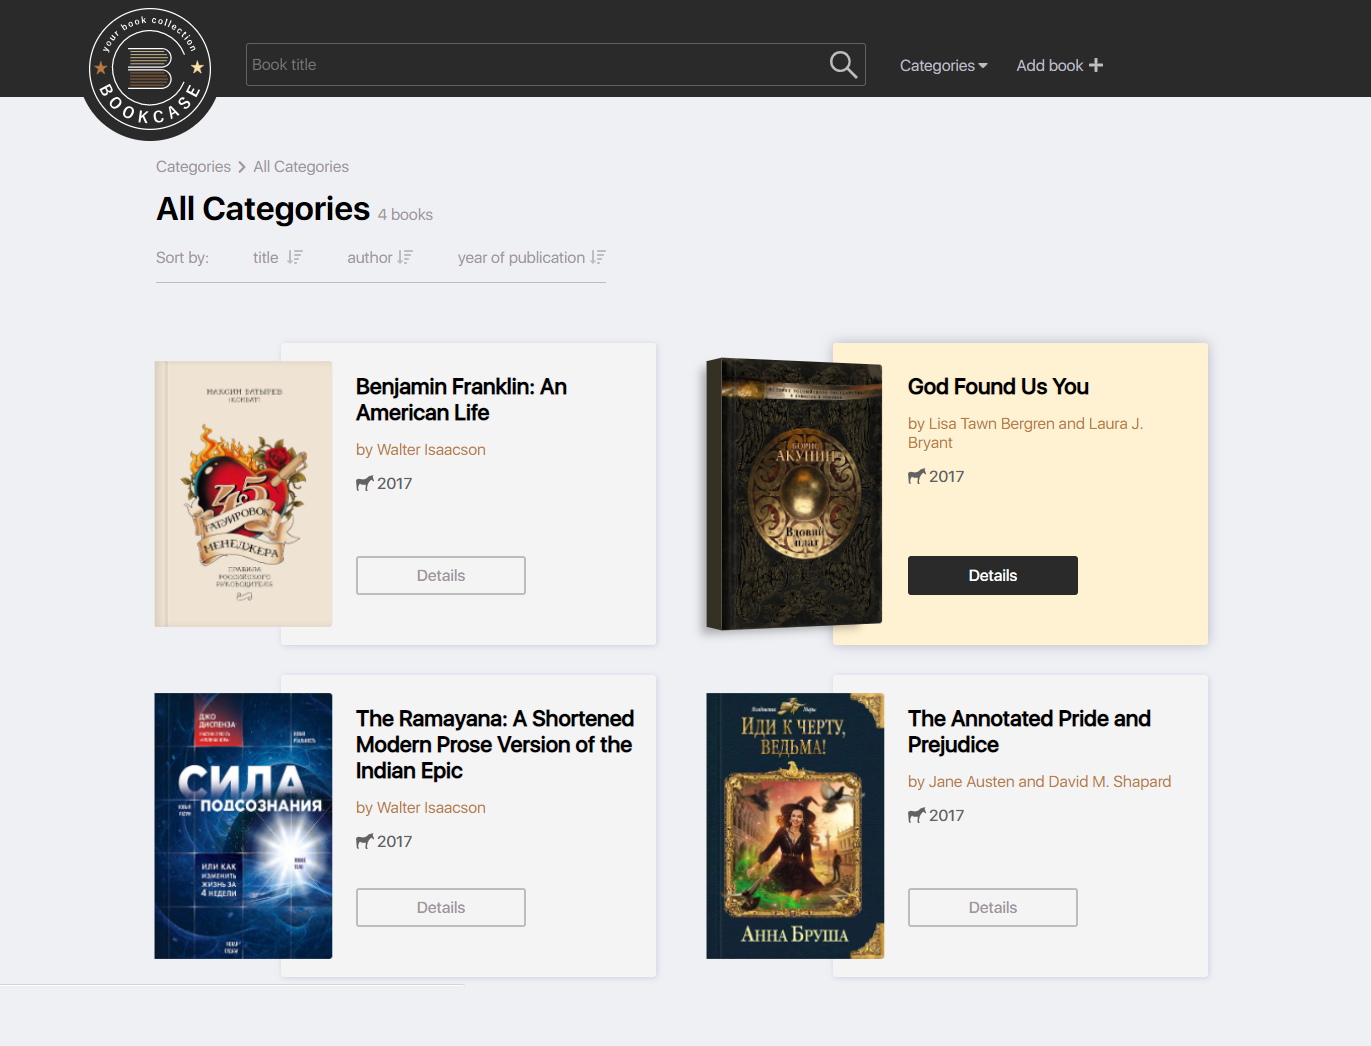 your book collection
BOOKCASE
Book title
Categories
Add book
Categories > All Categories
All Categories 4 books
Sort by: title author year of publication
МАКСИМ БАТЫРЕВ
(КОМБАТ)
45
ТАТУИРОВОК
МЕНЕДЖЕРА
ПРАВИЛА
РОССИЙСКОГО
РУКОВОДИТЕЛЯ
Benjamin Franklin: An
American Life
by Walter Isaacson
2017
Details
БОРИС
АКУНИН
Вдовий
плат
God Found Us You
by Lisa Tawn Bergren and Laura J.
Bryant
2017
Details
ДЖО
ДИСПЕНЗА
СИЛА
ПОДСОЗНАНИЯ
ИЛИ КАК
ИЗМЕНИТЬ
ЖИЗНЬ ЗА
4 НЕДЕЛИ
The Ramayana: A Shortened
Modern Prose Version of the
Indian Epic
by Walter Isaacson
2017
Details
ИДИ К ЧЕРТУ,
ВЕДЬМА!
АННА БРУША
The Annotated Pride and
Prejudice
by Jane Austen and David M. Shapard
2017
Details